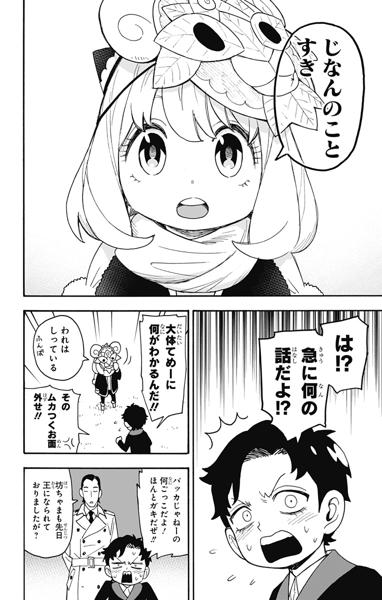 じなんのこと
すき
は!?
急に何の
話だよ!?
大体てめーに
何がわかるんだ!!
われは
しっている
ふんぱ
その
ムカつくお面
外せ!!
バッカじゃねーの
何ごっこだよ!
ほんとガキだぜ!!
坊ちゃまも先日
王になられて
おりましたが?